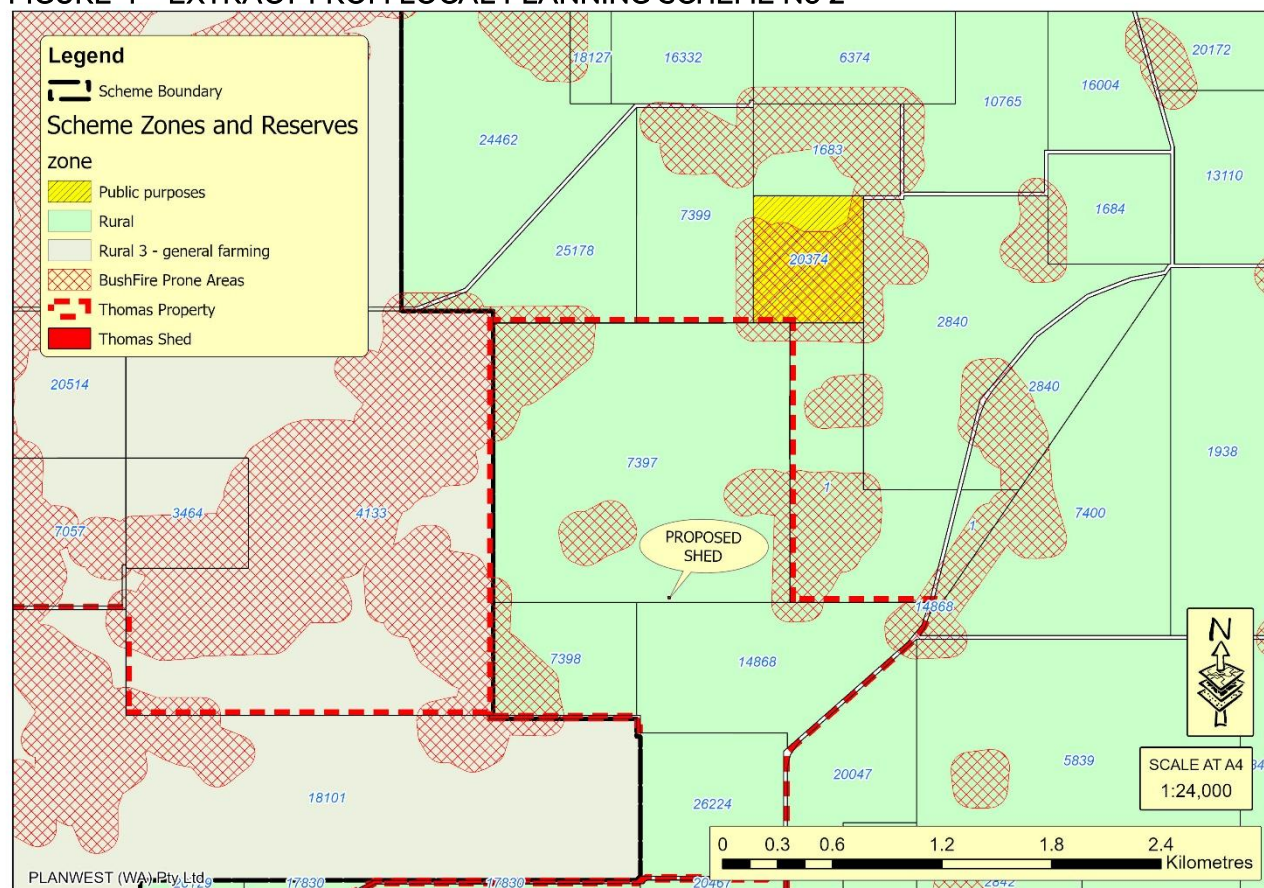 FIGURE 4 – EXTRACT FROM LOCAL PLANNING SCHEME No 2
Legend
Scheme Boundary
Scheme Zones and Reserves
zone
Public purposes
Rural
Rural 3 - general farming
BushFire Prone Areas
Thomas Property
Thomas Shed
18127
16332
6374
20172
16004
10765
24462
1683
13110
7399
1684
25178
20374
2840
2840
20514
1938
7397
1
3464
4133
7057
7400
1
PROPOSED
SHED
14868
7398
14868
N
5839
20047
SCALE AT A4
1:24,000
18101
26224
0 0.3 0.6 1.2 1.8 2.4
Kilometres
PLANWEST (WA) Pty Ltd
20129
17830
17830
20467
2842